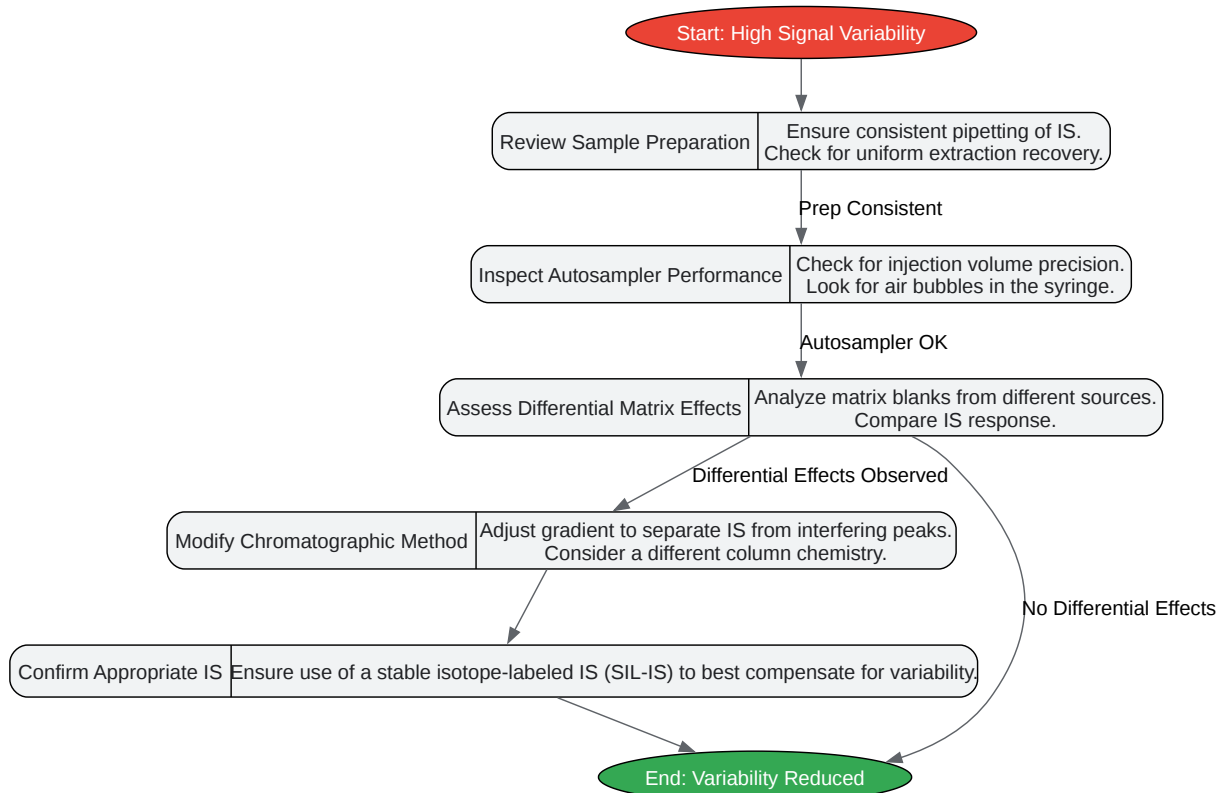 Start: High Signal Variability
Review Sample Preparation
Ensure consistent pipetting of IS.
Check for uniform extraction recovery.
Prep Consistent
Inspect Autosampler Performance
Check for injection volume precision.
Look for air bubbles in the syringe.
Autosampler OK
Assess Differential Matrix Effects
Analyze matrix blanks from different sources.
Compare IS response.
Differential Effects Observed
Modify Chromatographic Method
Adjust gradient to separate IS from interfering peaks.
Consider a different column chemistry.
No Differential Effects
Confirm Appropriate IS
Ensure use of a stable isotope-labeled IS (SIL-IS) to best compensate for variability.
End: Variability Reduced